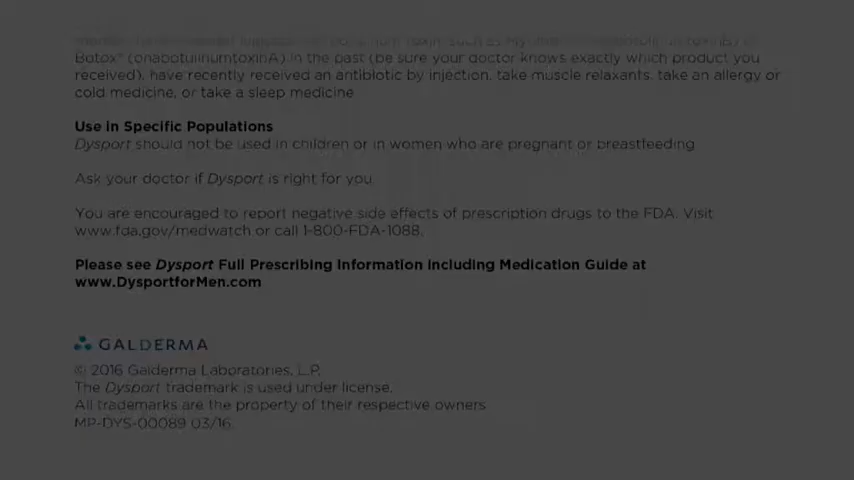 Botox® (onabotulinumtoxinA) in the past (be sure your doctor knows exactly which product you
received), have recently received an antibiotic by injection, take muscle relaxants, take an allergy or
cold medicine, or take a sleep medicine
Use in Specific Populations
Dysport should not be used in children or in women who are pregnant or breastfeeding
Ask your doctor if Dysport is right for you
You are encouraged to report negative side effects of prescription drugs to the FDA. Visit
www.fda.gov/medwatch or call 1-800-FDA-1088.
Please see Dysport Full Prescribing Information including Medication Guide at
www.DysportforMen.com
GALDERMA
© 2016 Galderma Laboratories, L.P.
The Dysport trademark is used under license.
All trademarks are the property of their respective owners
MP-DYS-00089 03/16